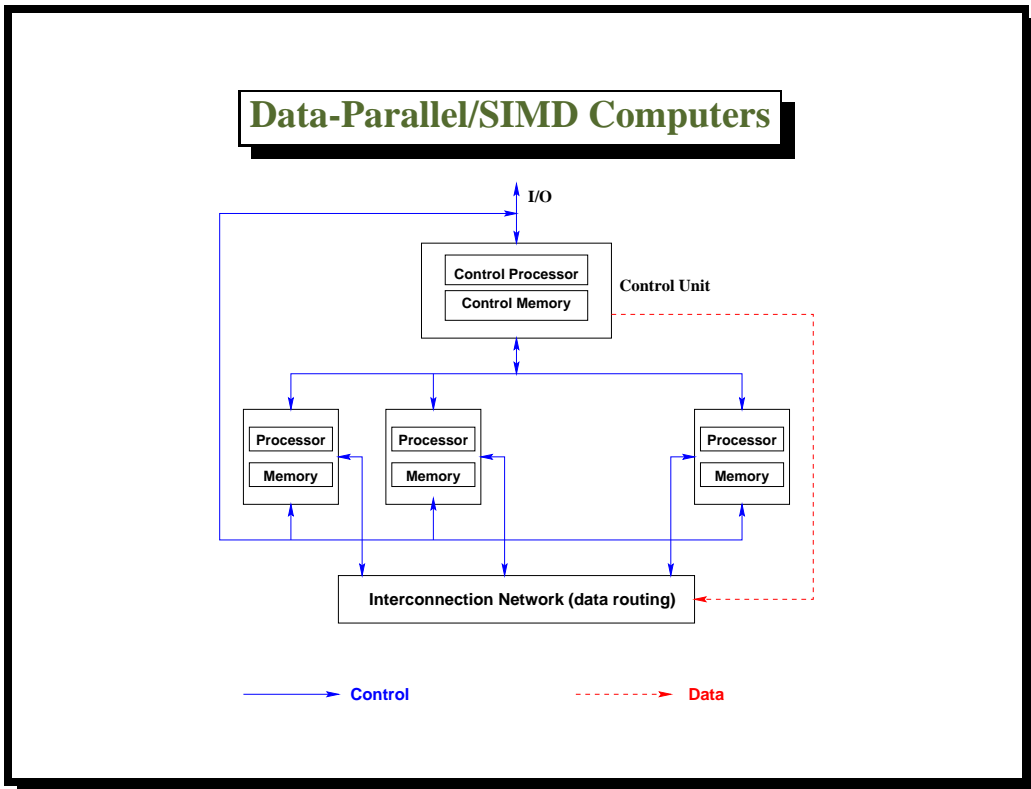 Data-Parallel/SIMD Computers
I/O
Control Processor
Control Memory
Control Unit
Processor
Memory
Processor
Memory
Processor
Memory
Interconnection Network (data routing)
Control
Data